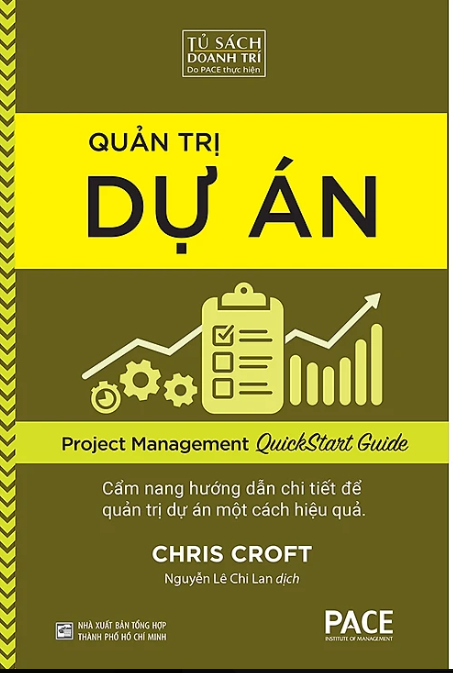 TỦ SÁCH
DOANH TRÍ
Do PACE thực hiện
QUẢN TRỊ
DỰ ÁN
Project Management QuickStart Guide
Cẩm nang hướng dẫn chi tiết để
quản trị dự án một cách hiệu quả.
CHRIS CROFT
Nguyễn Lê Chi Lan dịch
NHÀ XUẤT BẢN TỔNG HỢP
THÀNH PHỐ HỒ CHÍ MINH
PACE
INSTITUTE OF MANAGEMENT